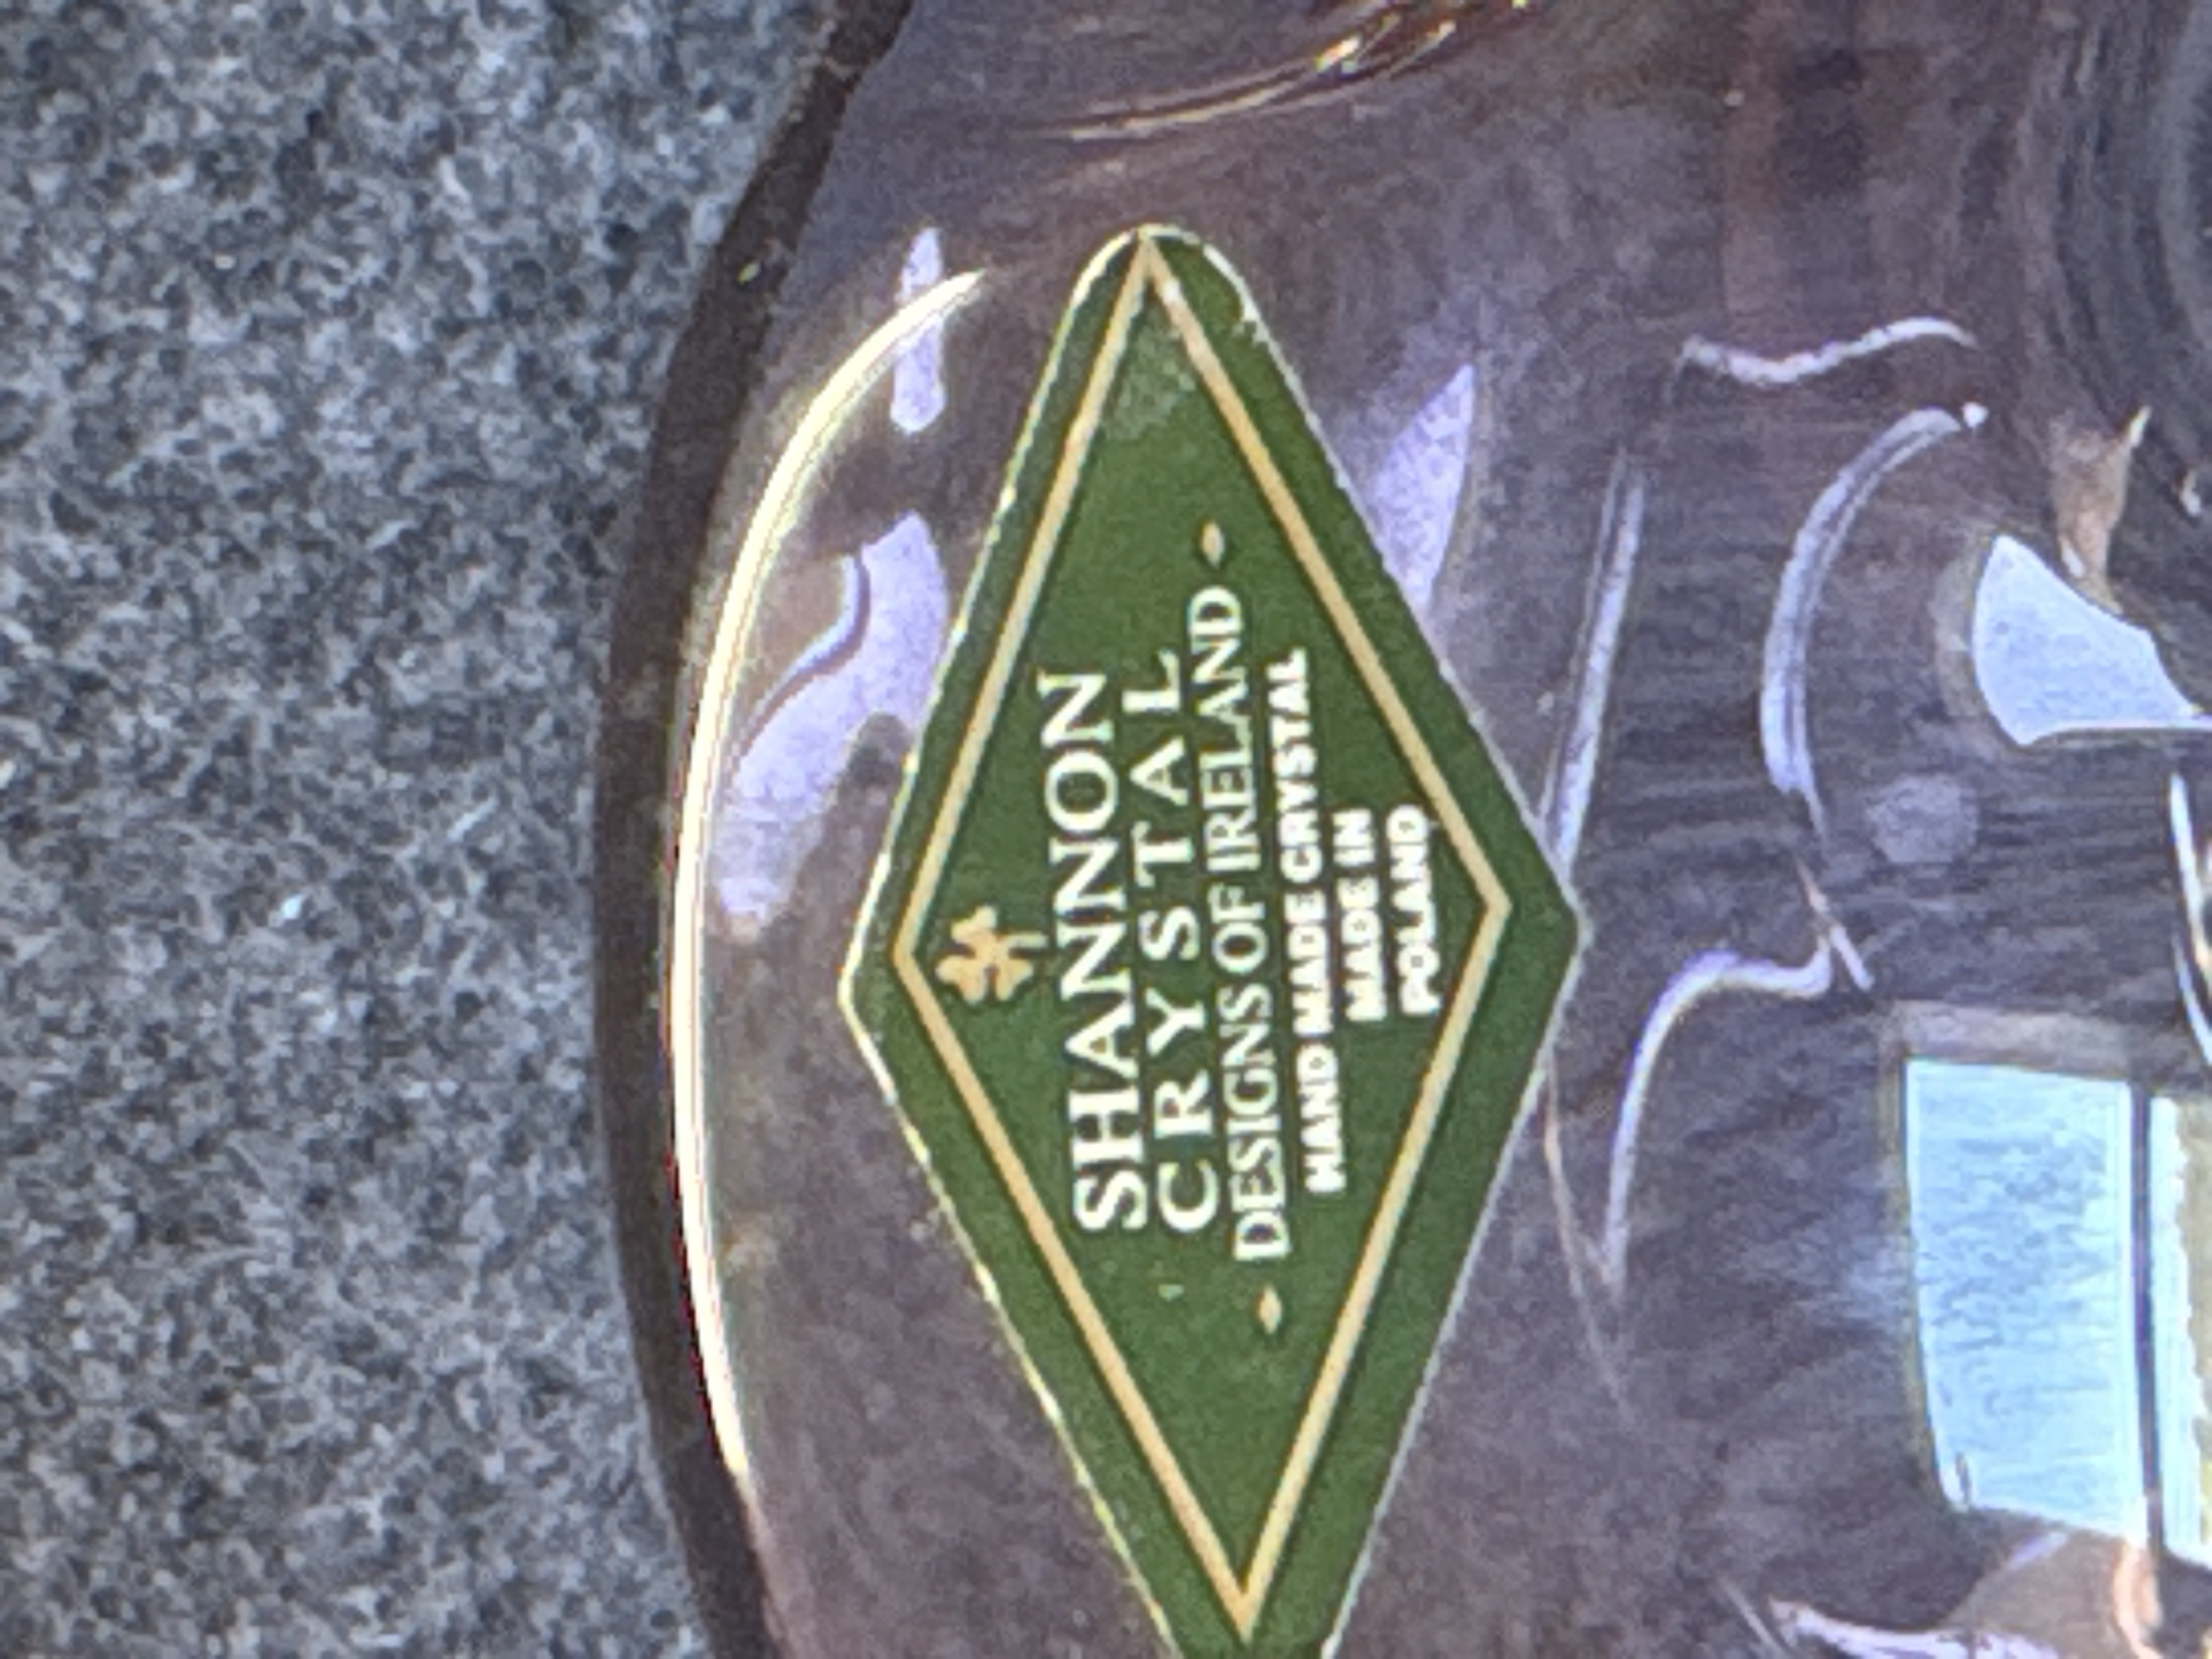 SHANNON
CRYSTAL
DESIGNS OF IRELAND
HAND MADE CRYSTAL
MADE IN
POLAND